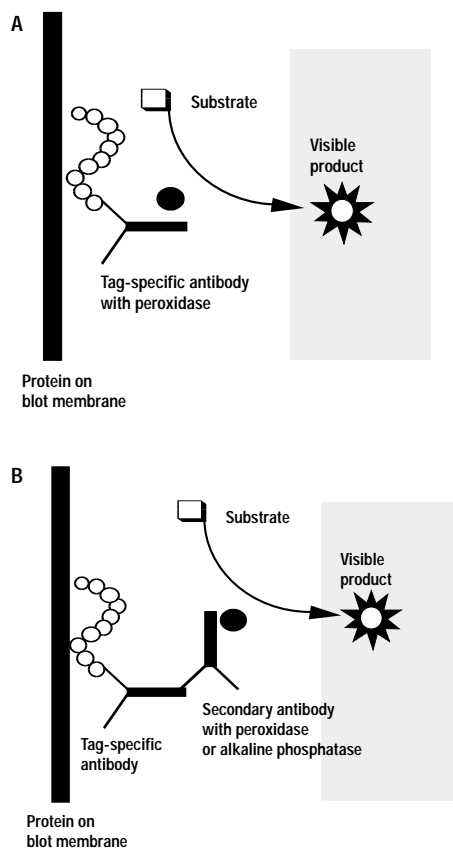 A
Substrate
Visible
product
Tag-specific antibody
with peroxidase
Protein on
blot membrane
B
Substrate
Visible
product
Secondary antibody
with peroxidase
or alkaline phosphatase
Tag-specific
antibody
Protein on
blot membrane